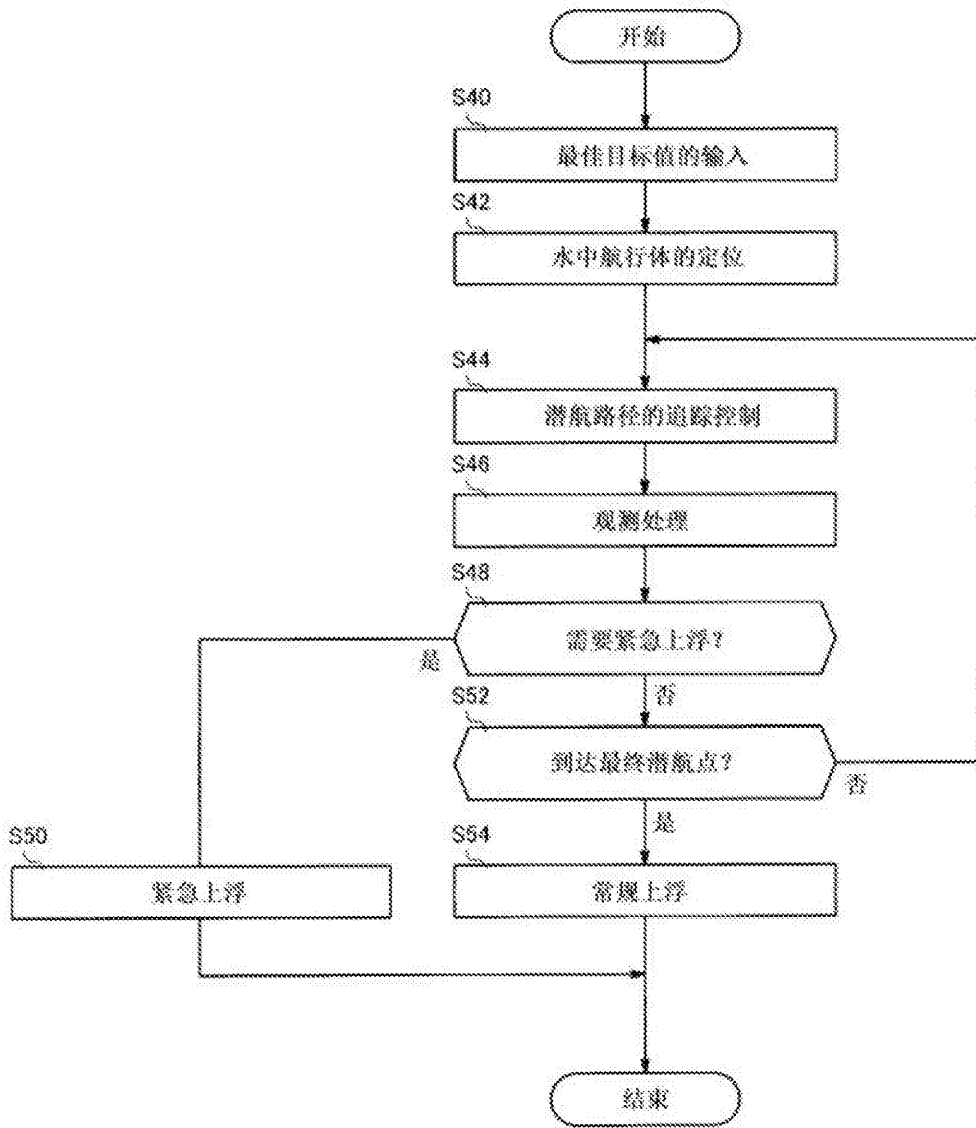 开始
S40
最佳目标值的输入
S42
水中航行体的定位
S44
潜航路径的追踪控制
S46
观测处理
S48
需要紧急上浮？
是
否
S52
到达最终潜航点？
否
是
S50
紧急上浮
S54
常规上浮
结束